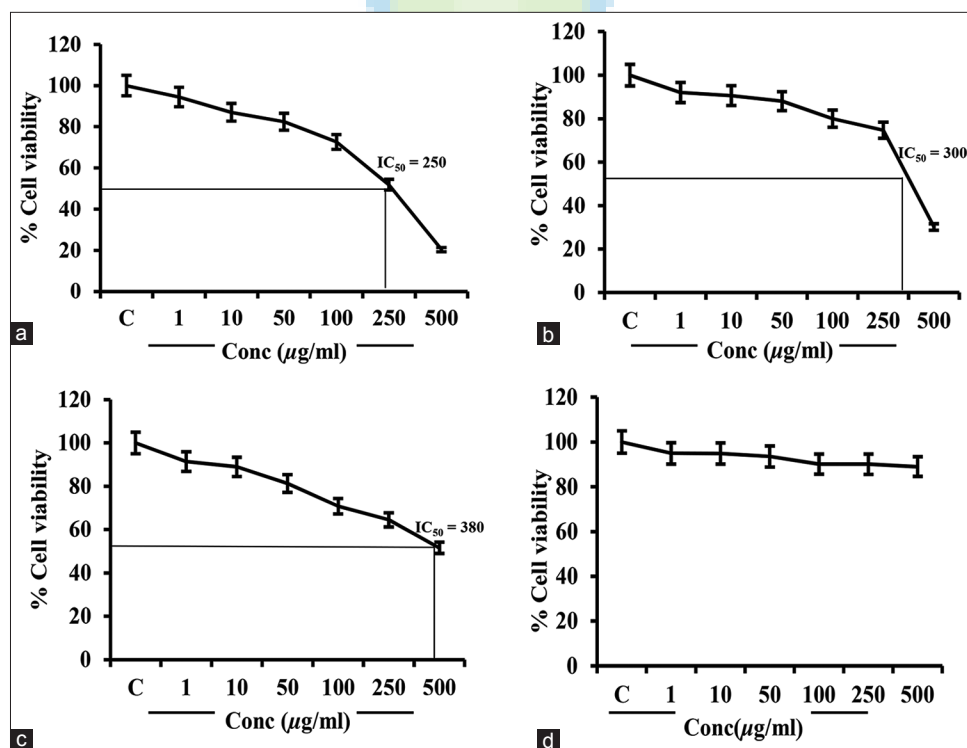 120
100
80
60
40
20
0
% Cell viability
IC50 = 250
C 1 10 50 100 250 500
Conc (µg/ml)
a
120
100
80
60
40
20
0
% Cell viability
IC50 = 300
C 1 10 50 100 250 500
Conc (µg/ml)
b
120
100
80
60
40
20
0
% Cell viability
IC50 = 380
C 1 10 50 100 250 500
Conc (µg/ml)
c
120
100
80
60
40
20
0
% Cell viability
C 1 10 50 100 250 500
Conc(µg/ml)
d